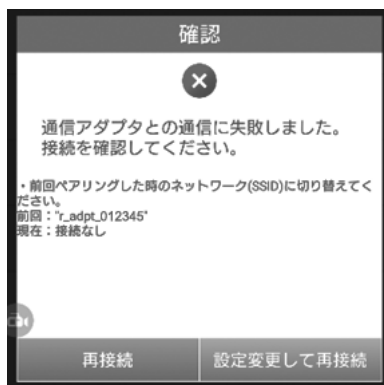 確認
通信アダプタとの通信に失敗しました。
接続を確認してください。
・前回ペアリングした時のネットワーク(SSID)に切り替えてく
ださい。
前回："r_adpt_012345"
現在：接続なし
再接続
設定変更して再接続